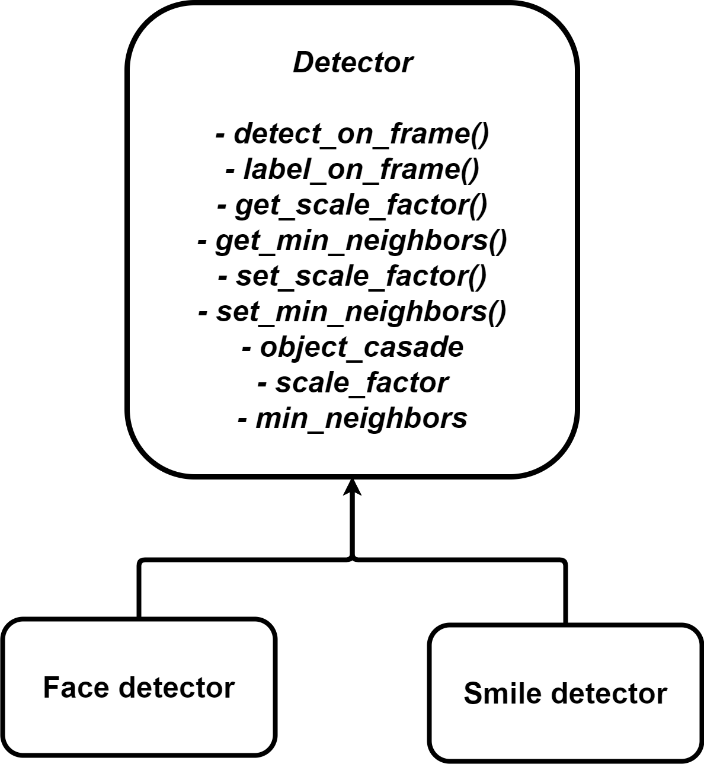 Detector
- detect_on_frame()
- label_on_frame()
- get_scale_factor()
- get_min_neighbors()
- set_scale_factor()
- set_min_neighbors()
- object_casade
- scale_factor
- min_neighbors
Face detector
Smile detector